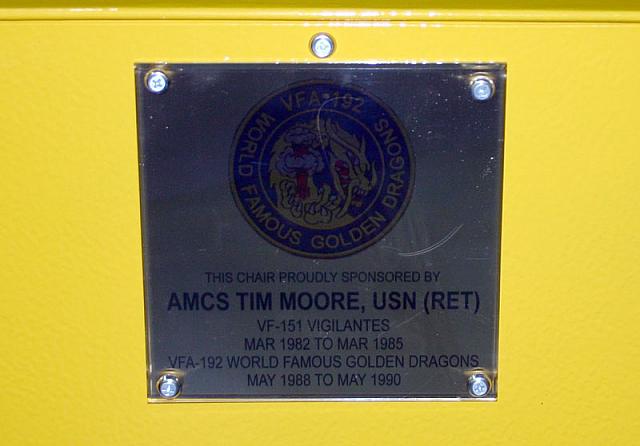 VFA-192
WORLD FAMOUS GOLDEN DRAGONS
THIS CHAIR PROUDLY SPONSORED BY
AMCS TIM MOORE, USN (RET)
VF-151 VIGILANTES
MAR 1982 TO MAR 1985
VFA-192 WORLD FAMOUS GOLDEN DRAGONS
MAY 1988 TO MAY 1990